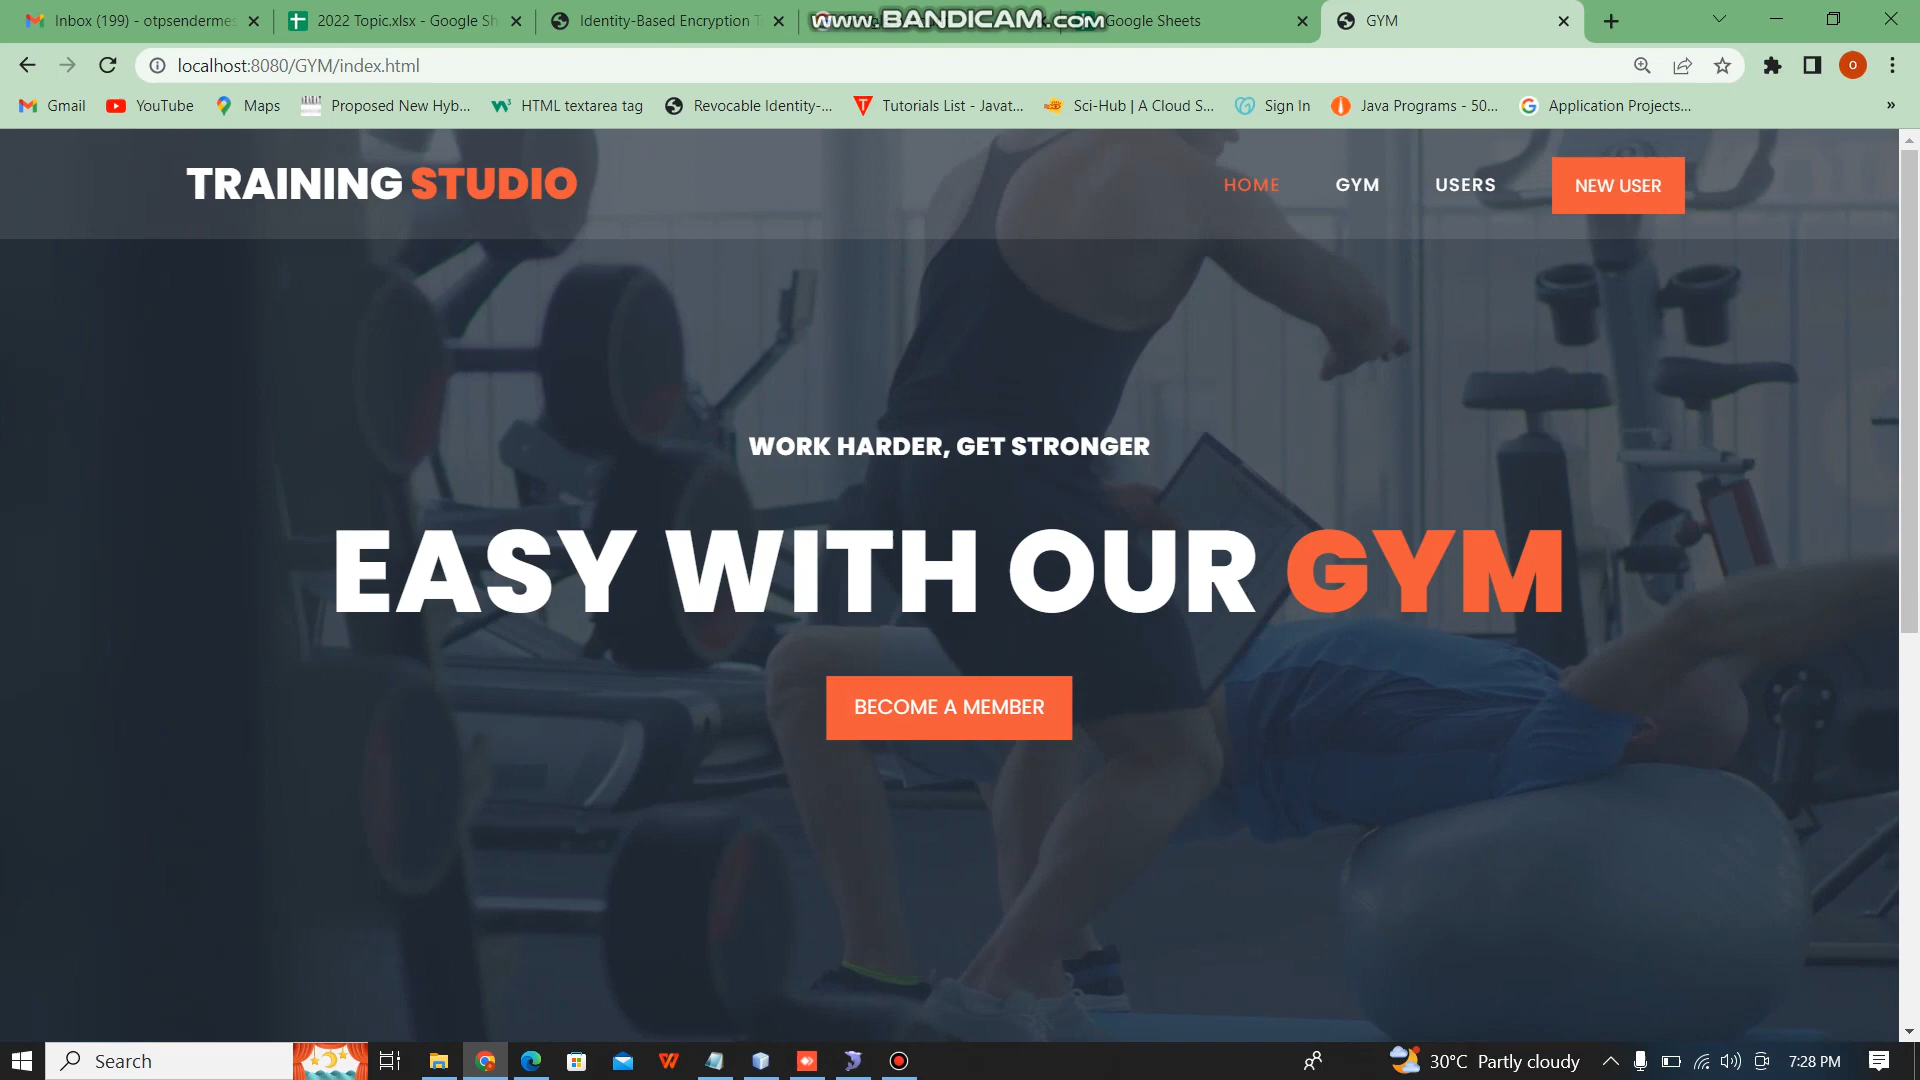 Inbox (199) - otpsendermes
2022 Topic.xlsx - Google Sh
Identity-Based Encryption T
www.BANDICAM.com
Google Sheets
GYM
localhost:8080/GYM/index.html
Gmail
YouTube
Maps
Proposed New Hyb...
HTML textarea tag
Revocable Identity-...
Tutorials List - Javat...
Sci-Hub | A Cloud S...
Sign In
Java Programs - 50...
Application Projects...
»
TRAINING STUDIO
HOME
GYM
USERS
NEW USER
WORK HARDER, GET STRONGER
EASY WITH OUR GYM
BECOME A MEMBER
Search
30°C Partly cloudy
7:28 PM